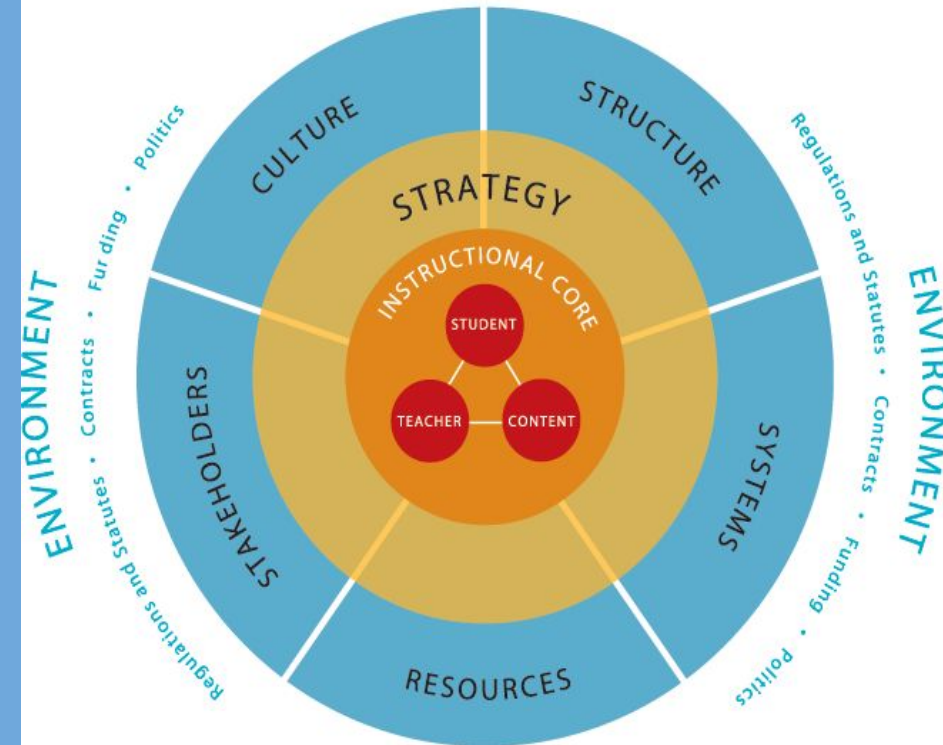 ENVIRONMENT
Regulations and Statutes • Contracts • Fur ding • Politics
CULTURE
STRUCTURE
STRATEGY
INSTRUCTIONAL CORE
STUDENT
TEACHER
CONTENT
STAKEHOLDERS
SYSTEMS
RESOURCES
Regulations and Statutes • Contracts • Funding • Politics
ENVIRONMENT